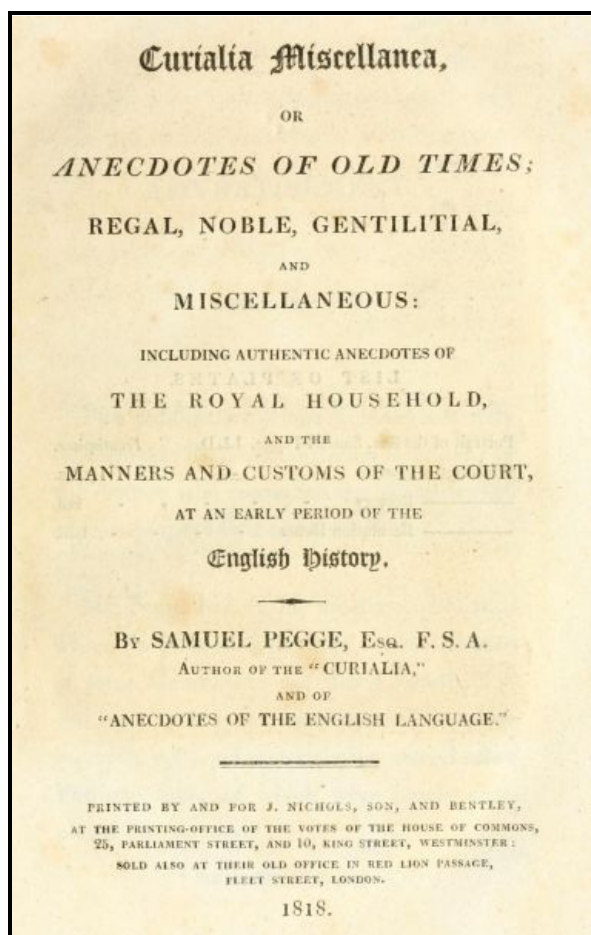 Curialia Miscellanea,
OR
ANECDOTES OF OLD TIMES;
REGAL, NOBLE, GENTILITIAL,
AND
MISCELLANEOUS:
INCLUDING AUTHENTIC ANECDOTES OF
THE ROYAL HOUSEHOLD,
AND THE
MANNERS AND CUSTOMS OF THE COURT,
AT AN EARLY PERIOD OF THE
English History.
BY SAMUEL PEGGE, ESQ. F. S. A.
AUTHOR OF THE "CURIALIA,"
AND OF
"ANECDOTES OF THE ENGLISH LANGUAGE."
PRINTED BY AND FOR J. NICHOLS, SON, AND BENTLEY,
AT THE PRINTING-OFFICE OF THE VOTES OF THE HOUSE OF COMMONS,
25, PARLIAMENT STREET, AND 10, KING STREET, WESTMINSTER:
SOLD ALSO AT THEIR OLD OFFICE IN RED LION PASSAGE,
FLEET STREET, LONDON.
1818.